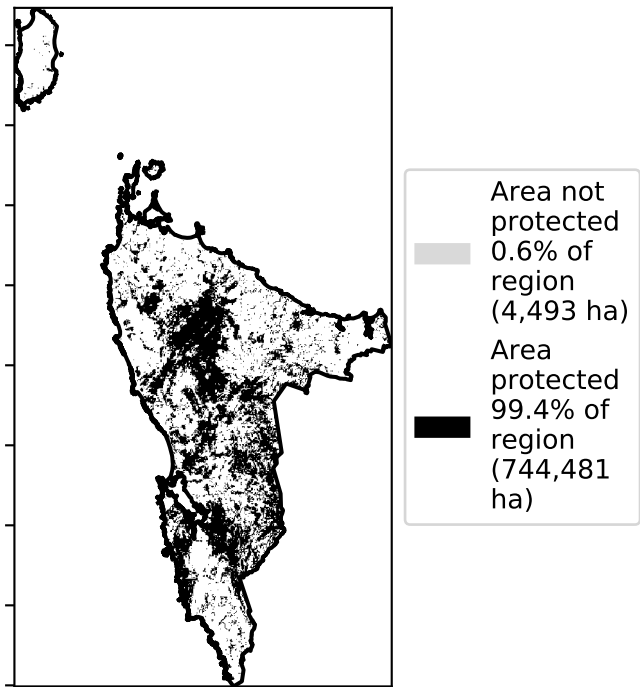 Area not
protected
0.6% of
region
(4,493 ha)
Area
protected
99.4% of
region
(744,481
ha)